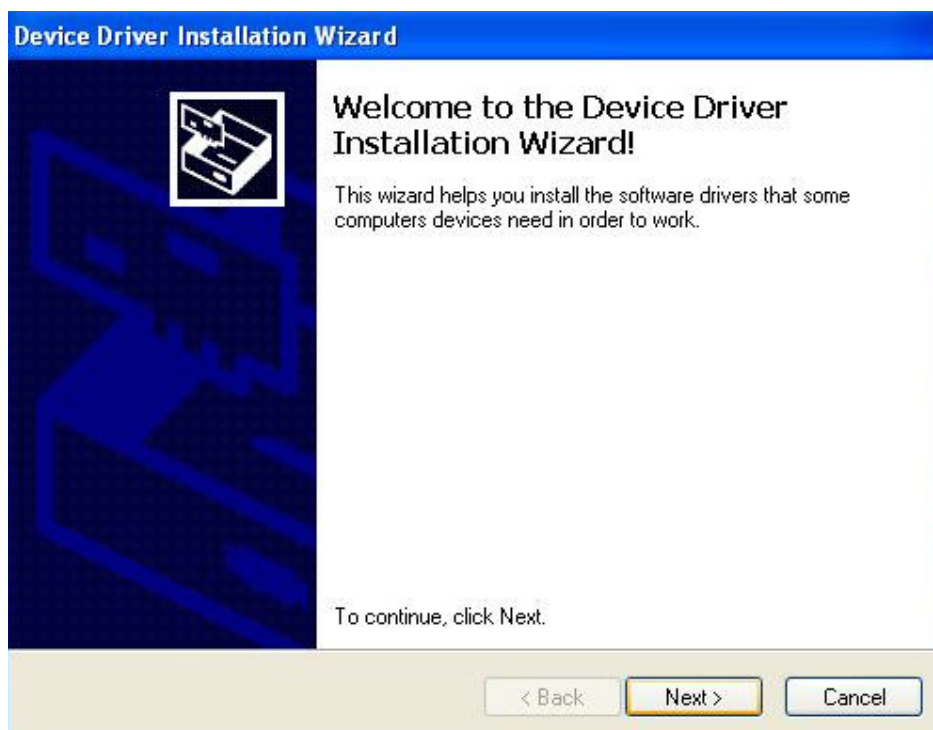 Device Driver Installation Wizard
Welcome to the Device Driver
Installation Wizard!
This wizard helps you install the software drivers that some
computers devices need in order to work.
To continue, click Next.
< Back Next > Cancel